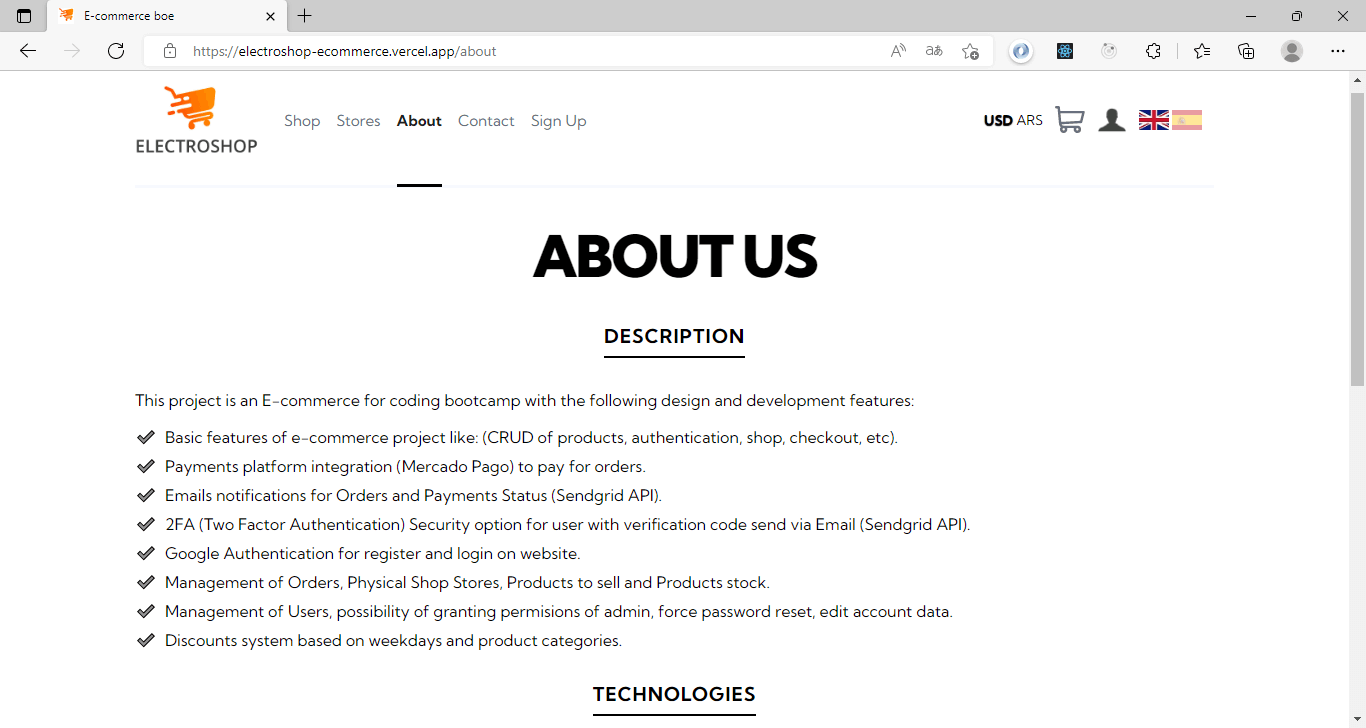 E-commerce boe
https://electroshop-ecommerce.vercel.app/about
ELECTROSHOP
Shop Stores About Contact Sign Up
USD ARS
ABOUT US
DESCRIPTION
This project is an E-commerce for coding bootcamp with the following design and development features:
Basic features of e-commerce project like: (CRUD of products, authentication, shop, checkout, etc).
Payments platform integration (Mercado Pago) to pay for orders.
Emails notifications for Orders and Payments Status (Sendgrid API).
2FA (Two Factor Authentication) Security option for user with verification code send via Email (Sendgrid API).
Google Authentication for register and login on website.
Management of Orders, Physical Shop Stores, Products to sell and Products stock.
Management of Users, possibility of granting permisions of admin, force password reset, edit account data.
Discounts system based on weekdays and product categories.
TECHNOLOGIES